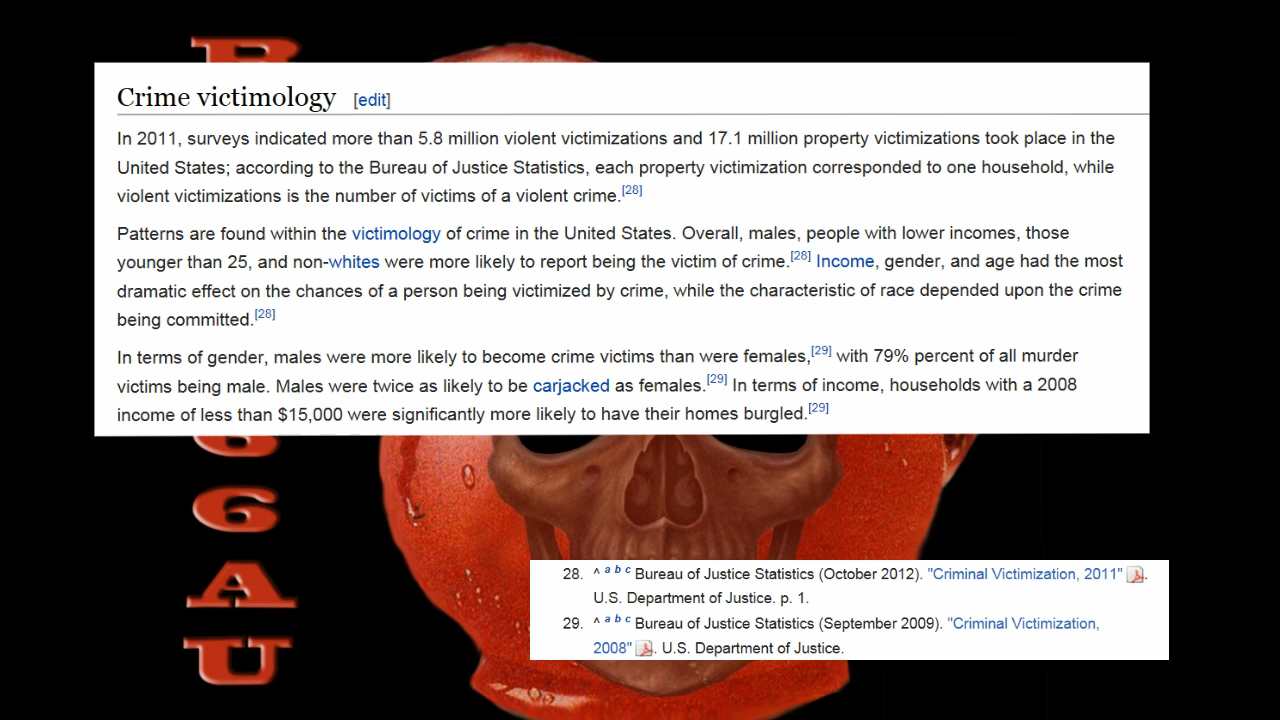 B
Crime victimology [edit]
In 2011, surveys indicated more than 5.8 million violent victimizations and 17.1 million property victimizations took place in the
United States; according to the Bureau of Justice Statistics, each property victimization corresponded to one household, while
violent victimizations is the number of victims of a violent crime.[28]
Patterns are found within the victimology of crime in the United States. Overall, males, people with lower incomes, those
younger than 25, and non-whites were more likely to report being the victim of crime.[28] Income, gender, and age had the most
dramatic effect on the chances of a person being victimized by crime, while the characteristic of race depended upon the crime
being committed.[28]
In terms of gender, males were more likely to become crime victims than were females,[29] with 79% percent of all murder
victims being male. Males were twice as likely to be carjacked as females.[29] In terms of income, households with a 2008
income of less than $15,000 were significantly more likely to have their homes burgled.[29]
6
6
A
U
28. ^ a b c Bureau of Justice Statistics (October 2012). "Criminal Victimization, 2011" .
U.S. Department of Justice. p. 1.
29. ^ a b c Bureau of Justice Statistics (September 2009). "Criminal Victimization,
2008" . U.S. Department of Justice.